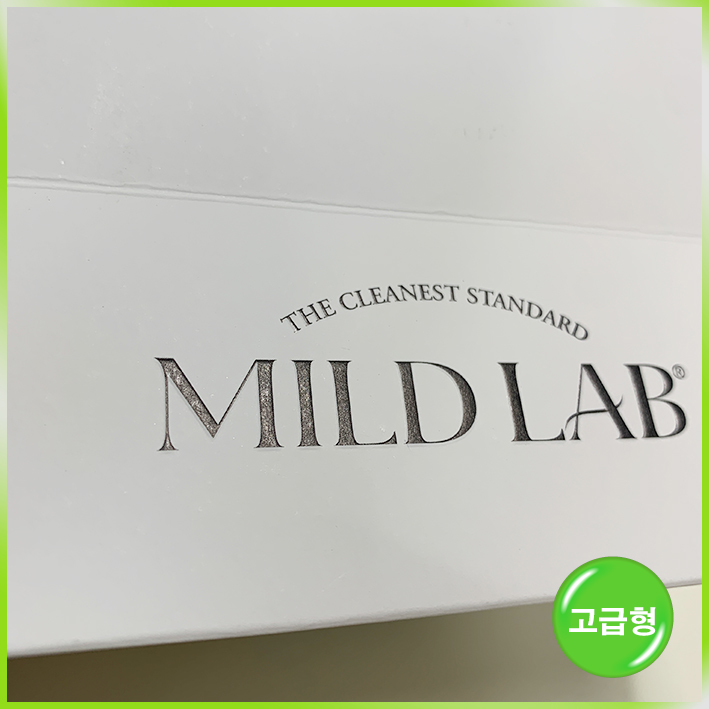 THE CLEANEST STANDARD
MILD LAB®
고급형